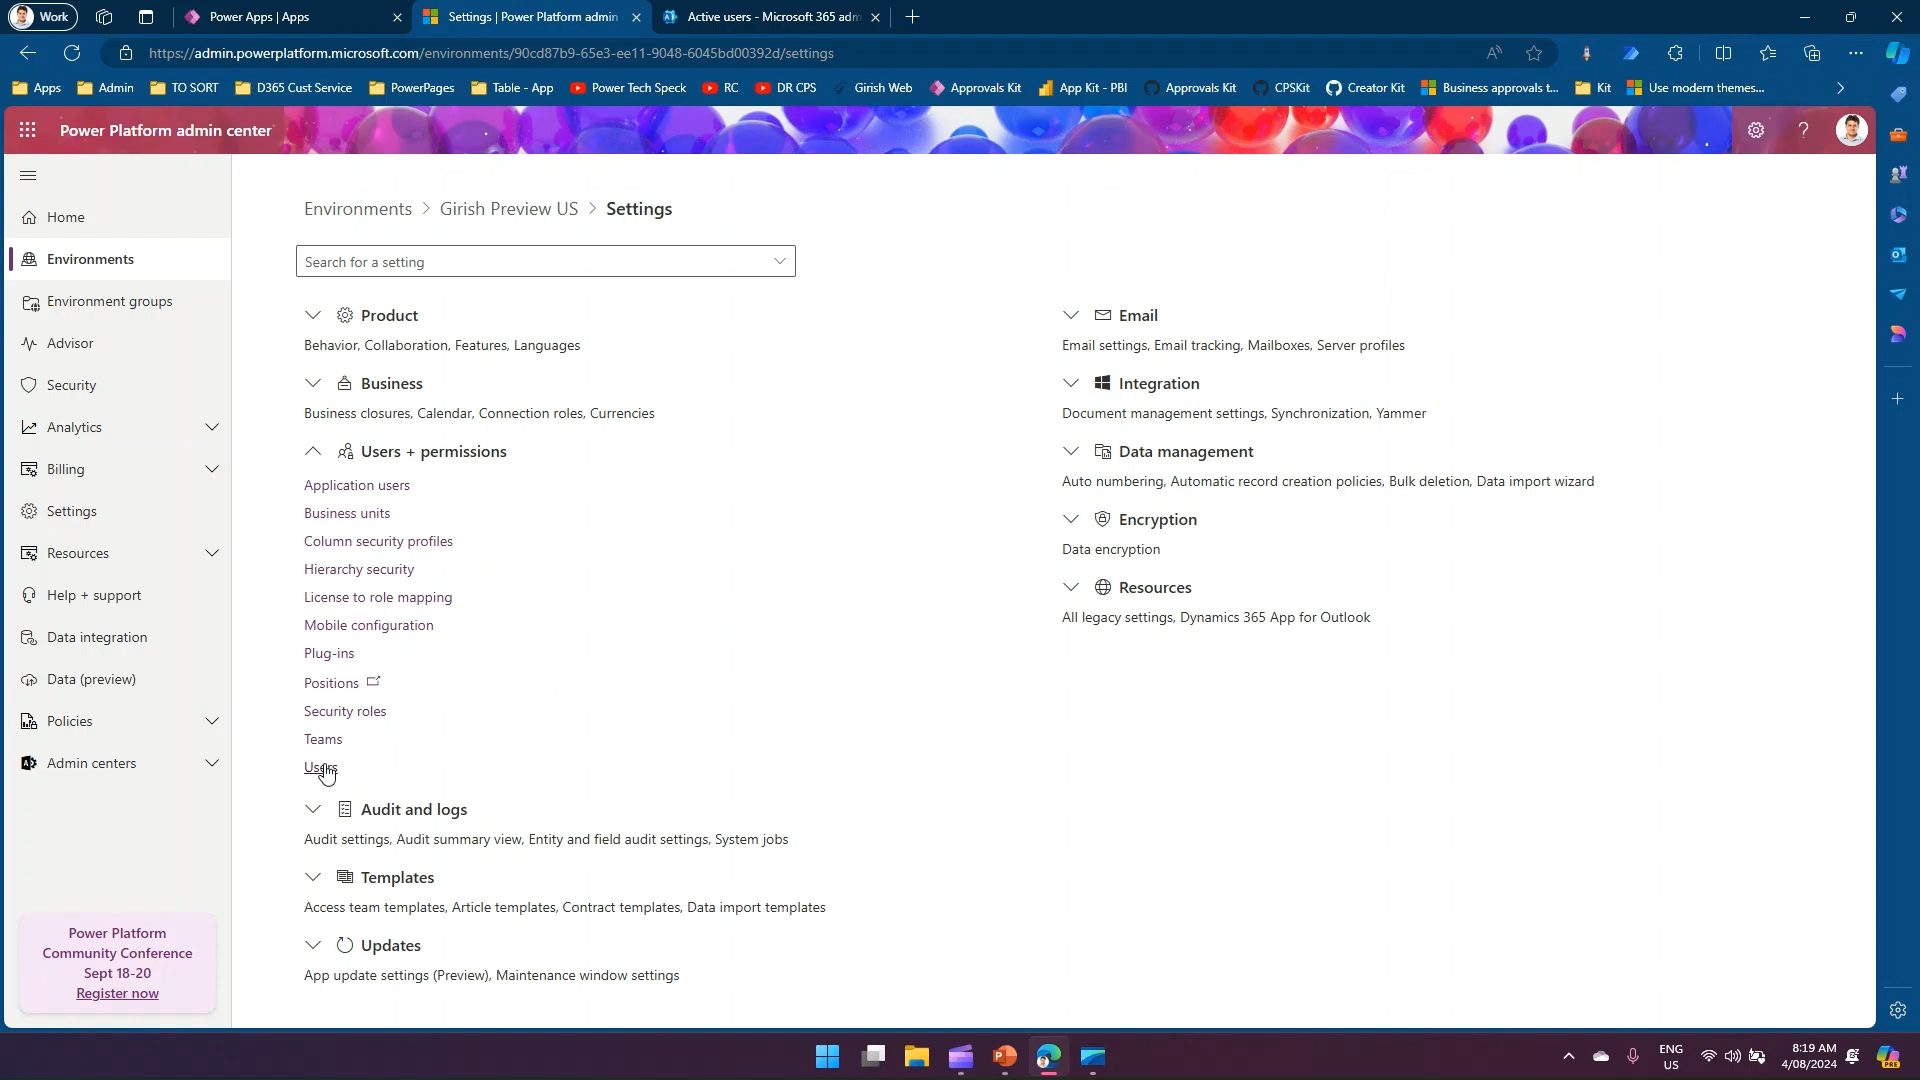 Work
Power Apps | Apps
Settings | Power Platform admin
Active users - Microsoft 365 adm
https://admin.powerplatform.microsoft.com/environments/90cd87b9-65e3-ee11-9048-6045bd00392d/settings
Apps
Admin
TO SORT
D365 Cust Service
PowerPages
Table - App
Power Tech Speck
RC
DR CPS
Girish Web
Approvals Kit
App Kit - PBI
Approvals Kit
CPSKit
Creator Kit
Business approvals t...
Kit
Use modern themes...
Power Platform admin center
Home
Environments
Environment groups
Advisor
Security
Analytics
Billing
Settings
Resources
Help + support
Data integration
Data (preview)
Policies
Admin centers
Power Platform
Community Conference
Sept 18-20
Register now
Environments > Girish Preview US > Settings
Search for a setting
Product
Behavior, Collaboration, Features, Languages
Business
Business closures, Calendar, Connection roles, Currencies
Users + permissions
Application users
Business units
Column security profiles
Hierarchy security
License to role mapping
Mobile configuration
Plug-ins
Positions
Security roles
Teams
Users
Audit and logs
Audit settings, Audit summary view, Entity and field audit settings, System jobs
Templates
Access team templates, Article templates, Contract templates, Data import templates
Updates
App update settings (Preview), Maintenance window settings
Email
Email settings, Email tracking, Mailboxes, Server profiles
Integration
Document management settings, Synchronization, Yammer
Data management
Auto numbering, Automatic record creation policies, Bulk deletion, Data import wizard
Encryption
Data encryption
Resources
All legacy settings, Dynamics 365 App for Outlook
ENG
US
8:19 AM
4/08/2024
PRE